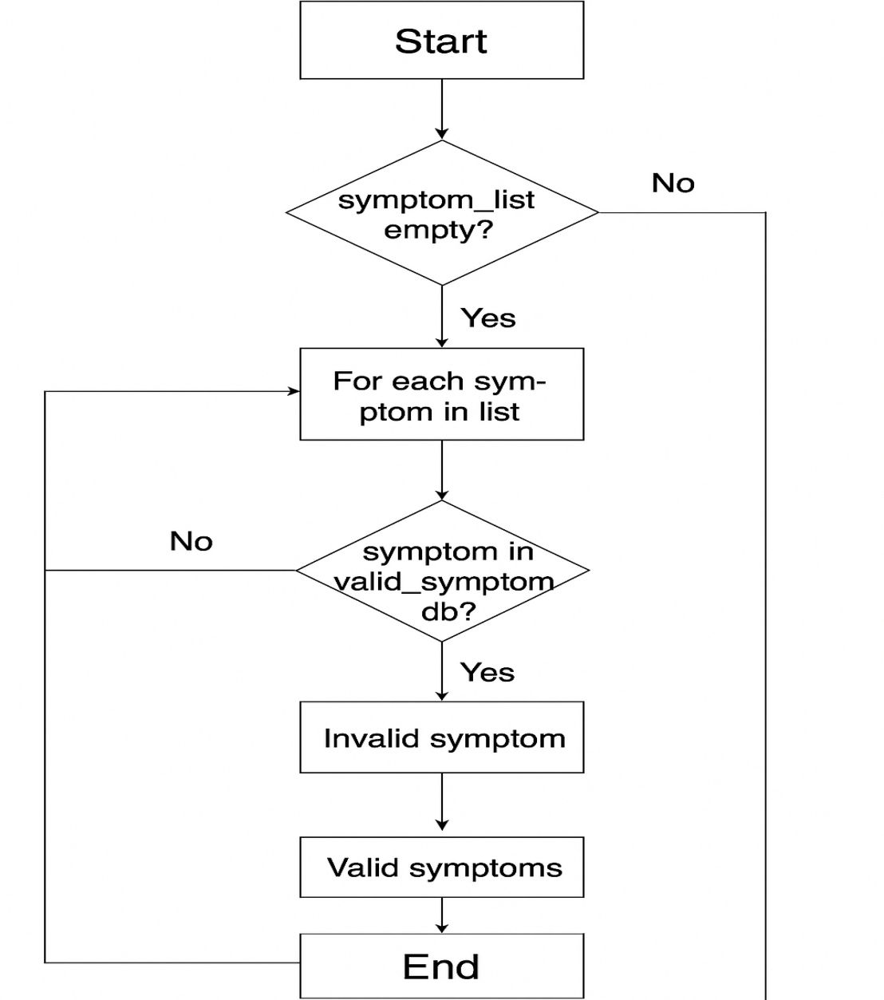 Start
symptom_list
empty?
No
Yes
For each sym-
ptom in list
No
symptom in
valid_symptom
db?
Yes
Invalid symptom
Valid symptoms
End